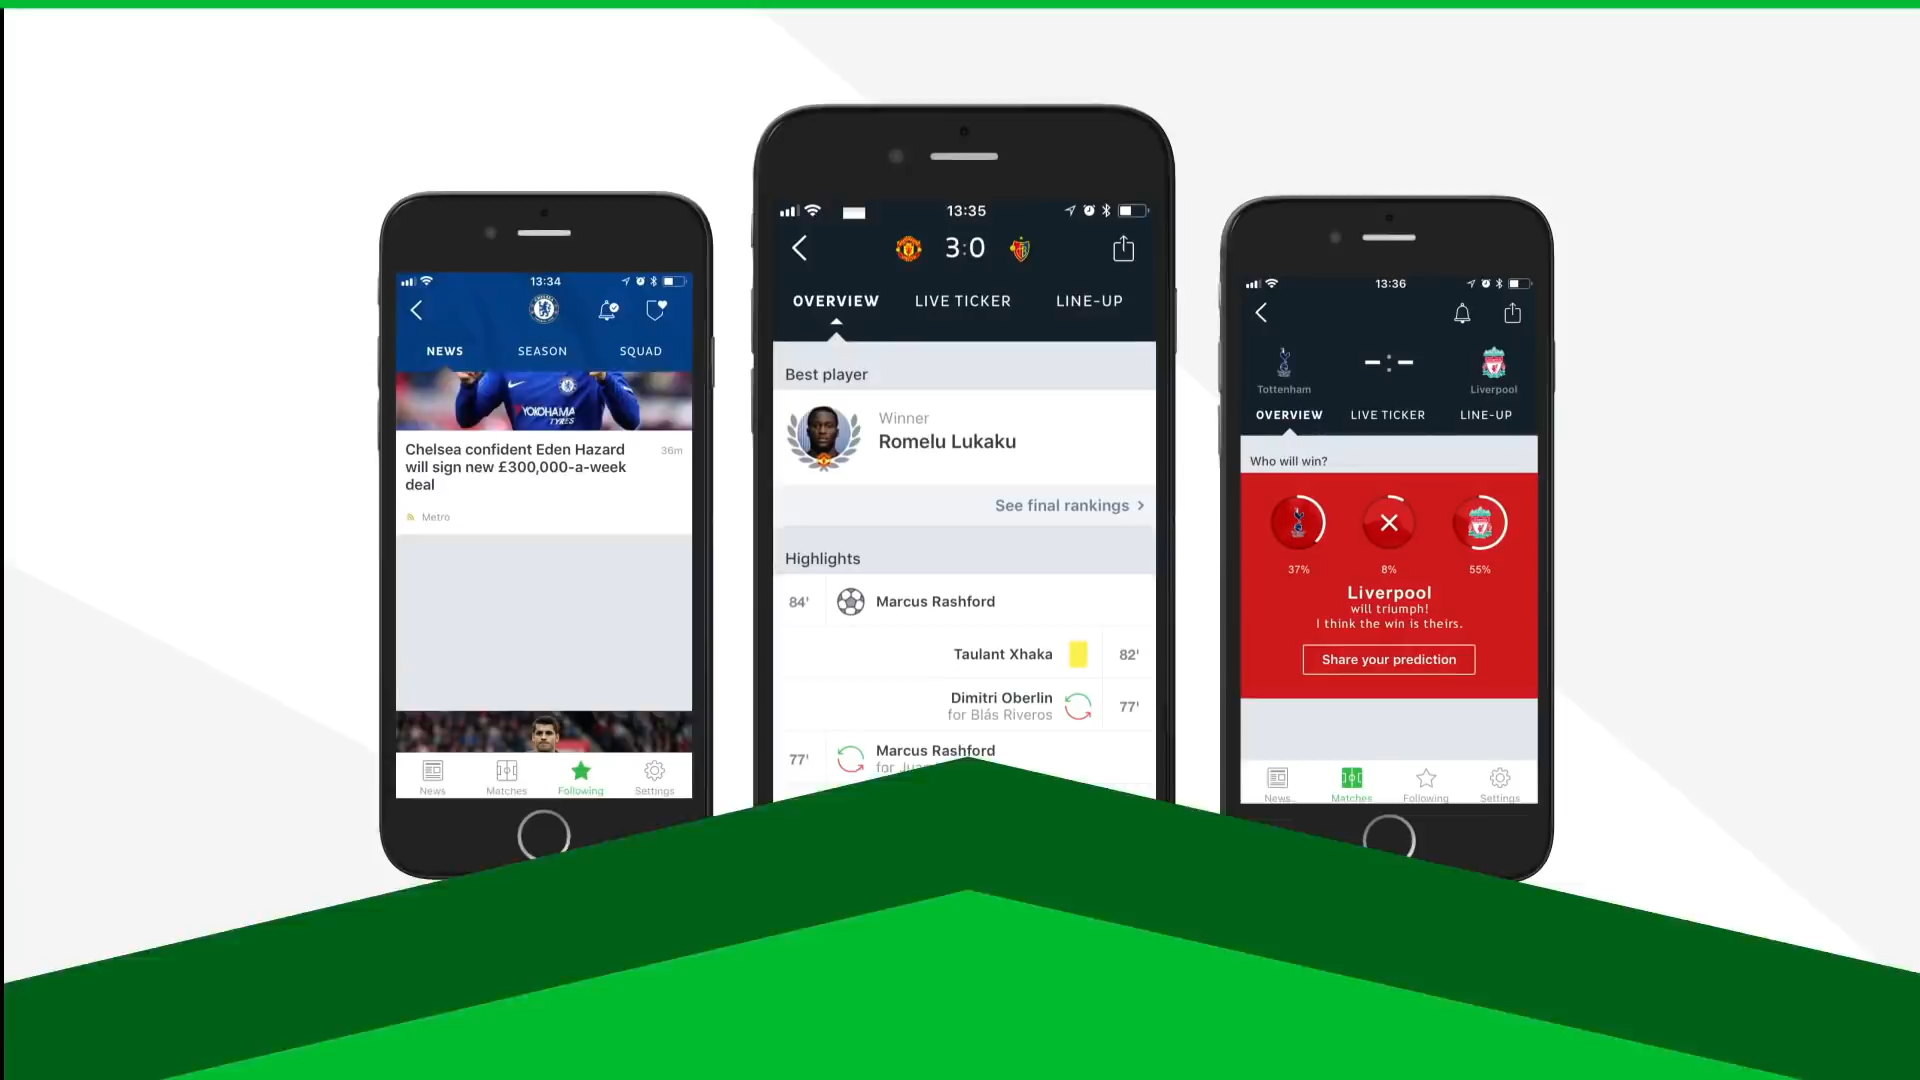 13:34
NEWS
SEASON
SQUAD
YOKOHAMA
TYRES
Chelsea confident Eden Hazard
will sign new £300,000-a-week
deal
36m
Metro
News
Matches
Following
Settings
13:35
3:0
OVERVIEW
LIVE TICKER
LINE-UP
Best player
Winner
Romelu Lukaku
See final rankings
Highlights
84' Marcus Rashford
Taulant Xhaka 82'
Dimitri Oberlin
for Blás Riveros
77'
77' Marcus Rashford
for
13:36
-:-
Tottenham
Liverpool
OVERVIEW
LIVE TICKER
LINE-UP
Who will win?
37%
8%
55%
Liverpool
will triumph!
I think the win is theirs.
Share your prediction
News
Matches
Following
Settings